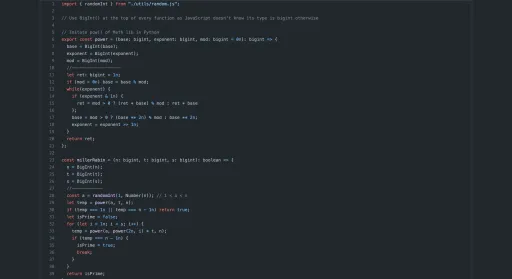 import { randomInt } from "./utils/random.js";
// Use BigInt() at the top of every function as JavaScript doesn't know its type is bigint otherwise
// Texture pow() of Math lib in Python
export const power = (base: bigint, exponent: bigint, mod: bigint = 0n): bigint => {
base = BigInt(base);
exponent = BigInt(exponent);
mod = BigInt(mod);
let ret: bigint = 1n;
if (mod > 0n) base = base % mod;
while(exponent) {
if (exponent & 1n) {
ret = mod > 0 ? (ret * base) % mod : ret * base
};
base = mod > 0 ? (base ** 2n) % mod : base ** 2n;
exponent = exponent >> 1n;
}
return ret;
};
const millerRabin = (n: bigint, t: bigint, s: bigint): boolean => {
n = BigInt(n);
t = BigInt(t);
s = BigInt(s);
const a = randomInt(1, Number(n)); // 1 < a < n
let temp = power(a, t, n);
if (temp === 1n || temp === n - 1n) return true;
let isPrime = false;
for (let i = 1n; i < s; i++) {
temp = power(a, power(2n, i) * t, n);
if (temp === n - 1n) {
isPrime = true;
break;
}
}
return isPrime;